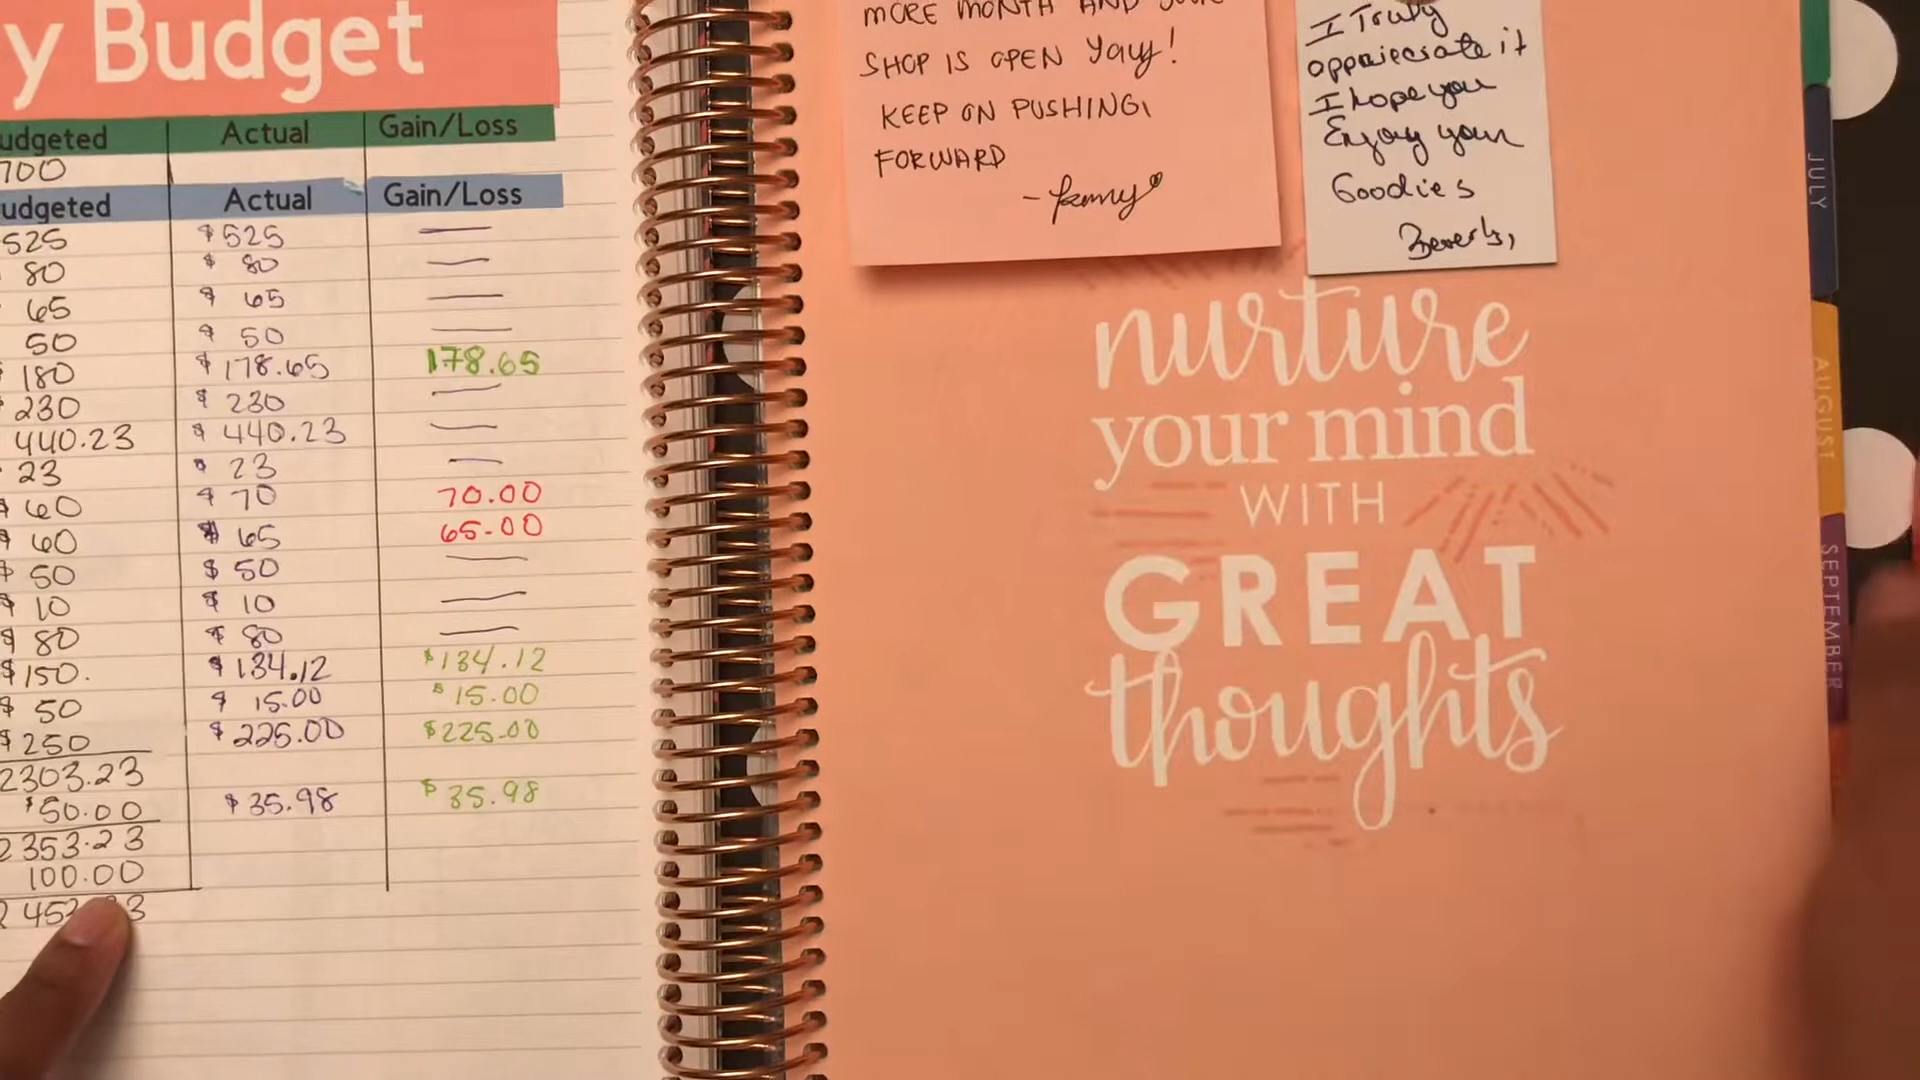 y Budget
udgeted Actual Gain/Loss
700
udgeted Actual Gain/Loss
525 $525
80 $ 80
65 $ 65
50 $ 50
180 $178.65 178.65
230 $ 230
440.23 $ 440.23
23 $ 23
$ 60 $ 70 70.00
$ 60 $ 65 65.00
$ 50 $ 50
$ 10 $ 10
$ 80 $ 80
$150. $134.12 $134.12
$ 50 $ 15.00 $ 15.00
$250 $225.00 $225.00
2303.23
$50.00 $35.98 $35.98
2353.23
100.00
MORE MONTH AND
SHOP IS OPEN Yay!
KEEP ON PUSHING,
FORWARD
I Truly
oppaieciate it
I hope you
Enjoy your
Goodies
nurture
your mind
WITH
GREAT
thoughts
JULY
AUGUST
SEPTEMBER